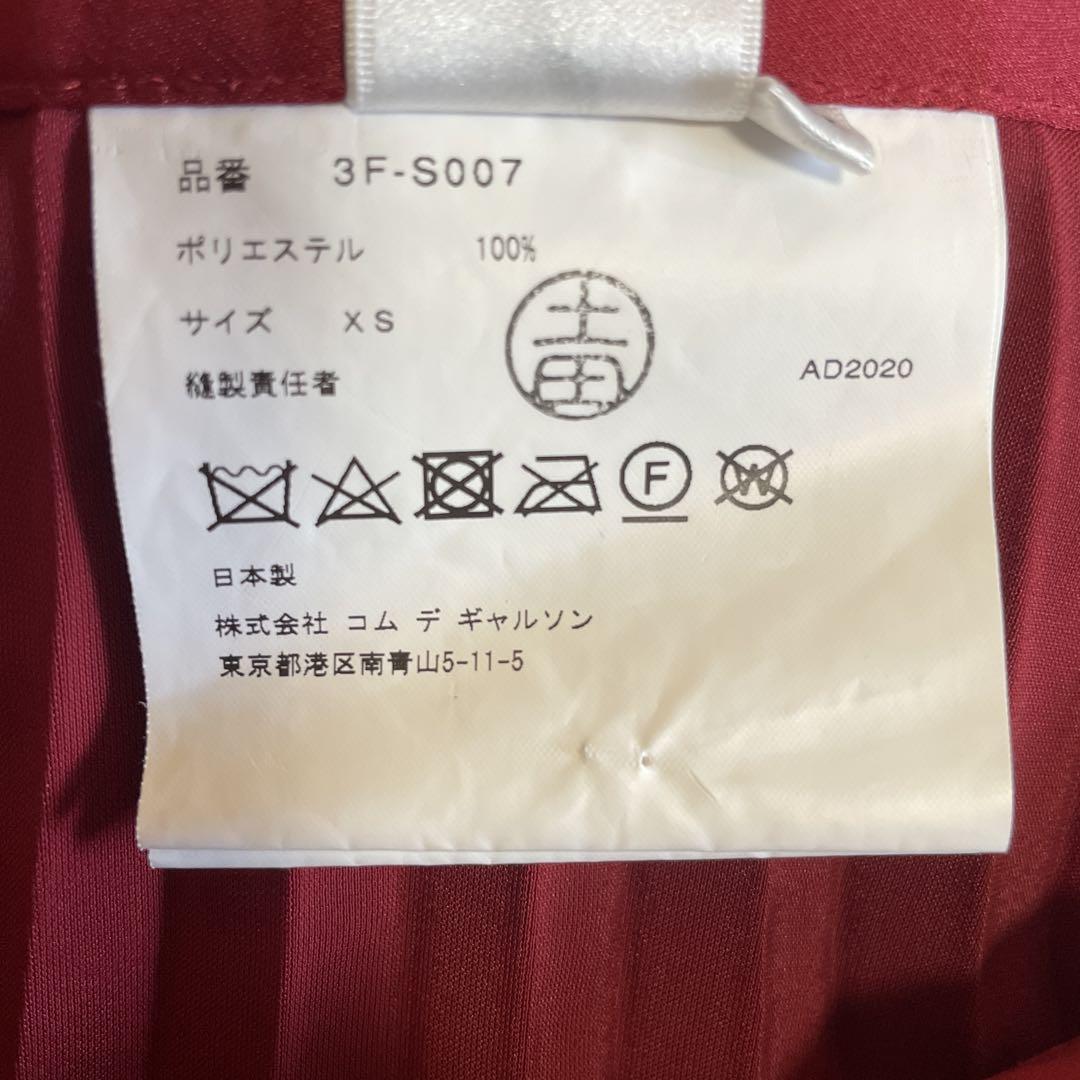 品番 3F-S007
ポリエステル 100%
サイズ XS
縫製責任者 土田
AD2020
F W
日本製
株式会社 コム デ ギャルソン
東京都港区南青山5-11-5